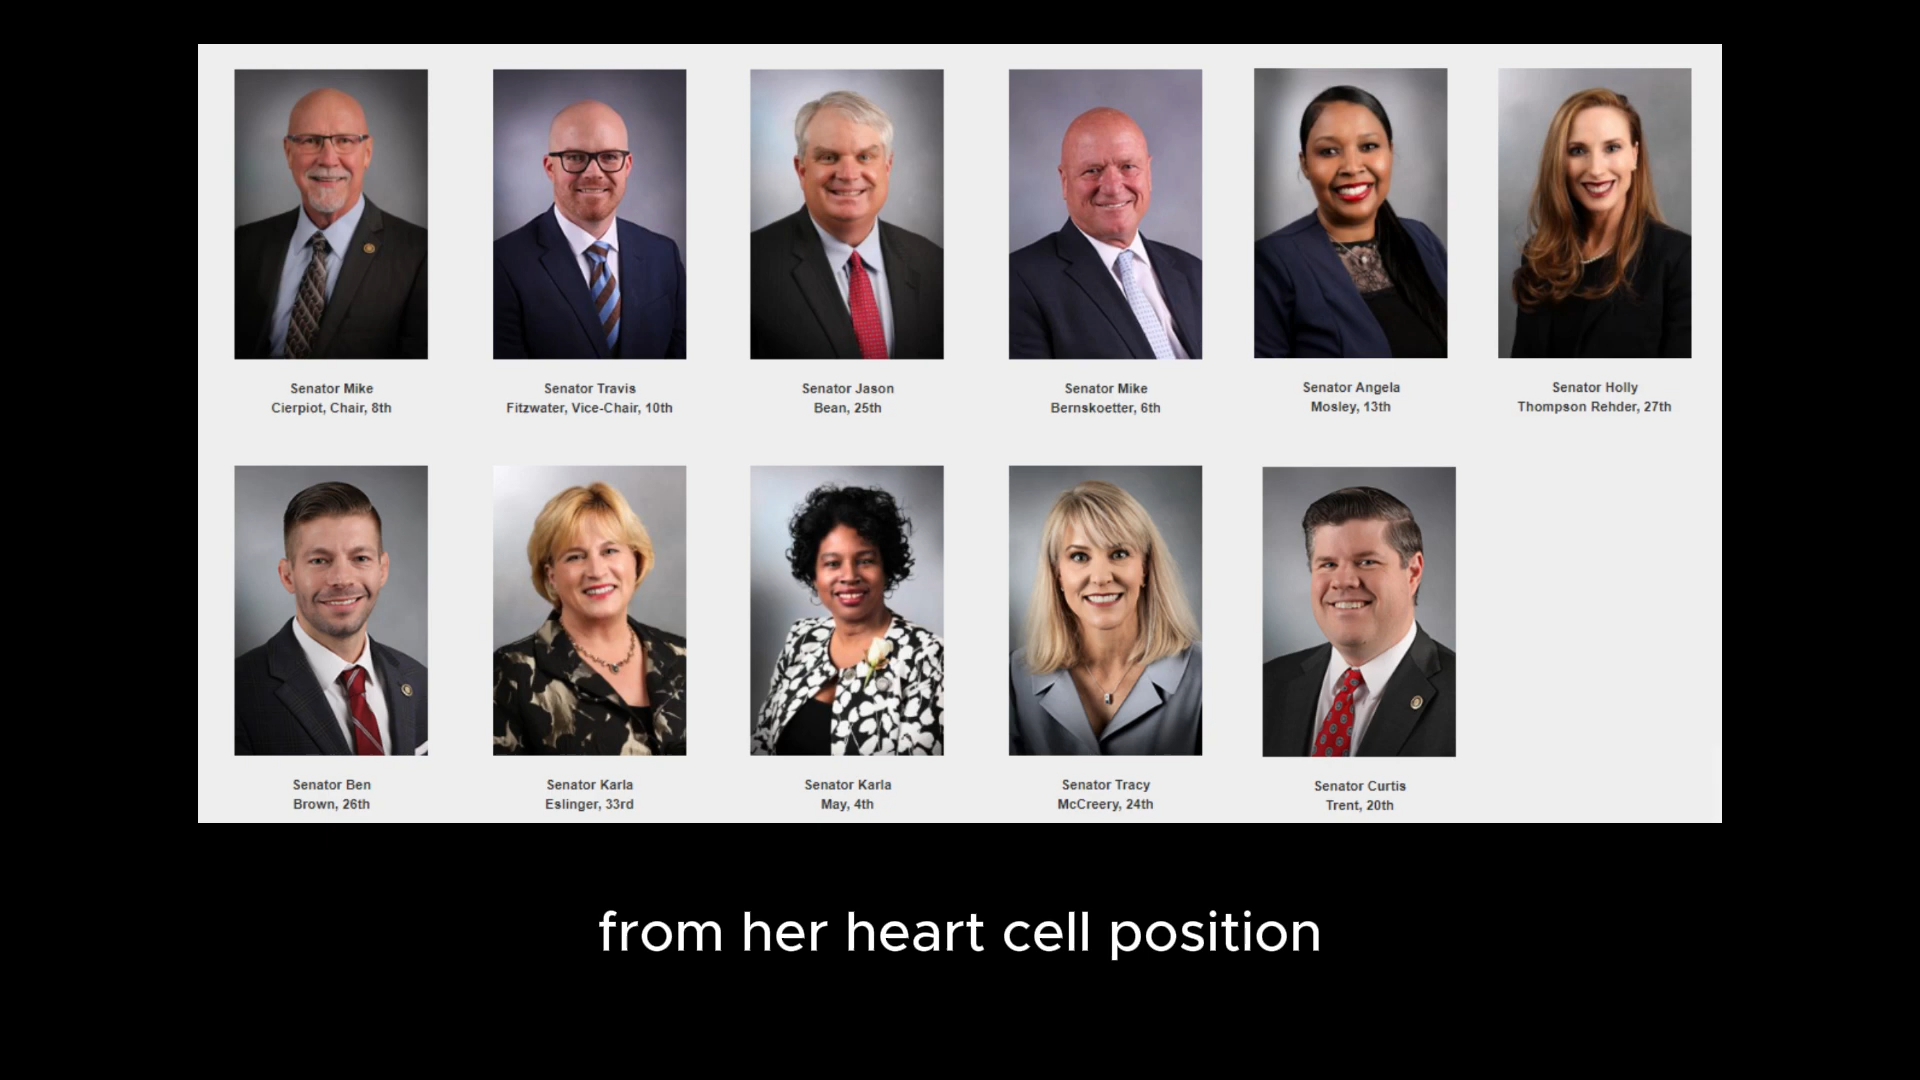 Senator Mike
Cierpiot, Chair, 8th
Senator Travis
Fitzwater, Vice-Chair, 10th
Senator Jason
Bean, 25th
Senator Mike
Bernskoetter, 6th
Senator Angela
Mosley, 13th
Senator Holly
Thompson Rehder, 27th
Senator Ben
Brown, 26th
Senator Karla
Eslinger, 33rd
Senator Karla
May, 4th
Senator Tracy
McCreery, 24th
Senator Curtis
Trent, 20th
from her heart cell position